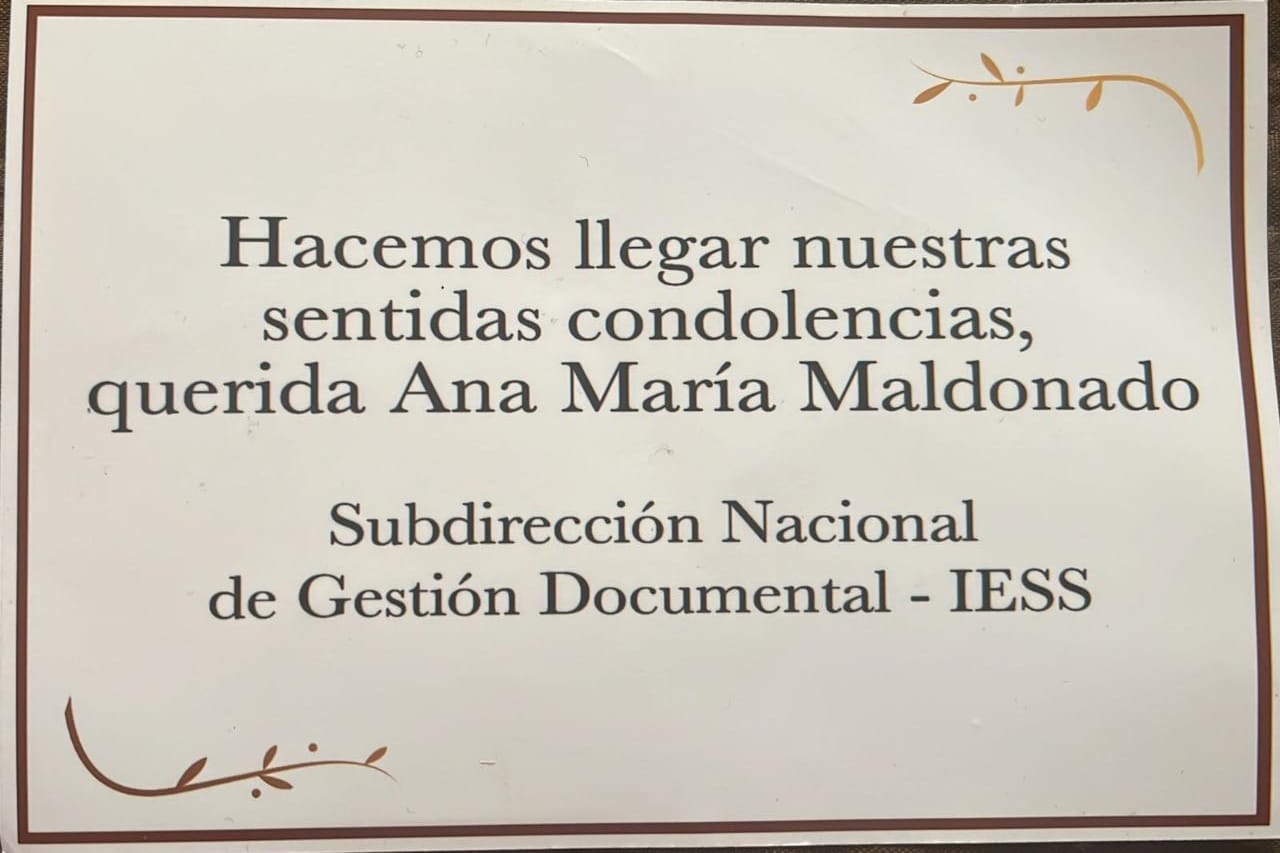 Hacemos llegar nuestras
sentidas condolencias,
querida Ana María Maldonado
Subdirección Nacional
de Gestión Documental - IESS